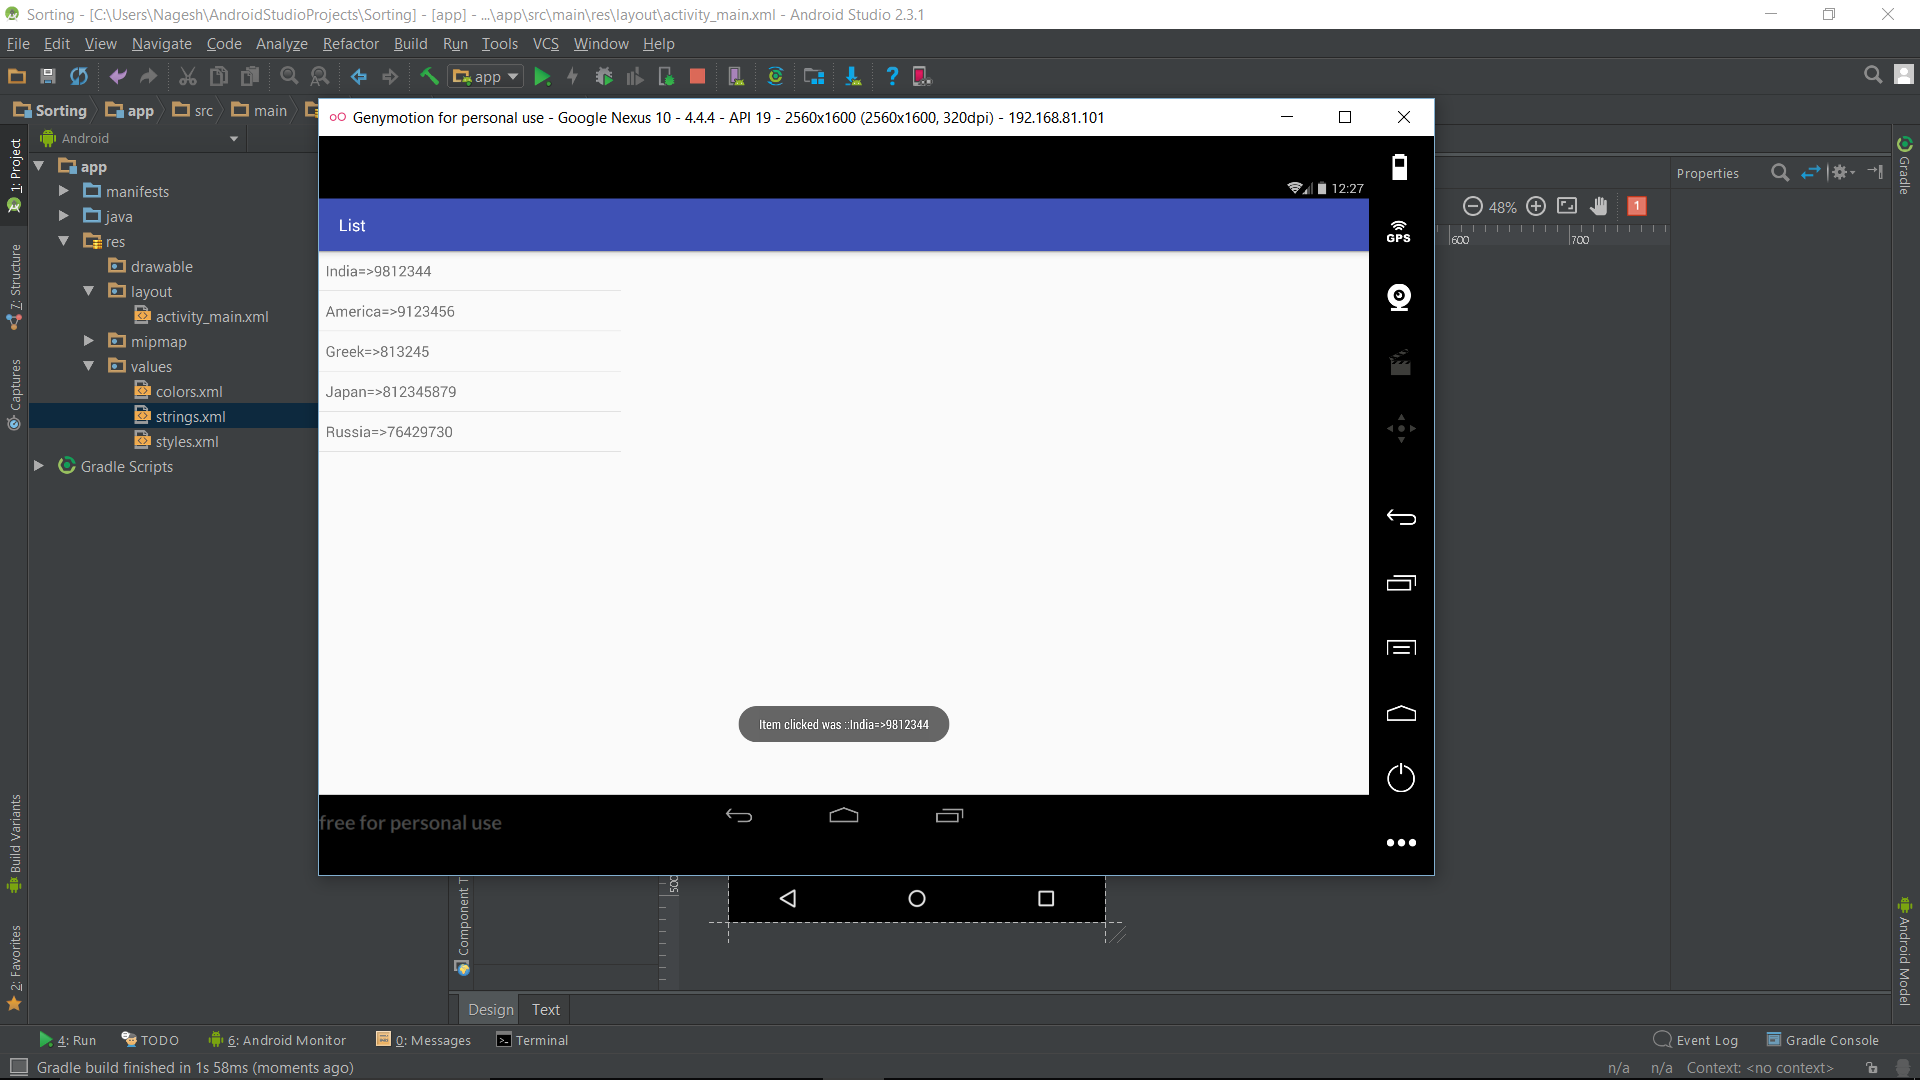 Sorting - [C:\Users\Nagesh\AndroidStudioProjects\Sorting] - [app] - ...\app\src\main\res\layout\activity_main.xml - Android Studio 2.3.1
File Edit View Navigate Code Analyze Refactor Build Run Tools VCS Window Help
app
Sorting app src main
Genymotion for personal use - Google Nexus 10 - 4.4.4 - API 19 - 2560x1600 (2560x1600, 320dpi) - 192.168.81.101
Android
1: Project
7: Structure
Captures
Build Variants
2: Favorites
app
manifests
java
res
drawable
layout
activity_main.xml
mipmap
values
colors.xml
strings.xml
styles.xml
Gradle Scripts
12:27
List
India=>9812344
America=>9123456
Greek=>813245
Japan=>812345879
Russia=>76429730
Item clicked was ::India=>9812344
free for personal use
GPS
Properties
48%
1
600 700
Gradle
Android Model
500
Component T
Design Text
4: Run TODO 6: Android Monitor 0: Messages Terminal
Event Log Gradle Console
Gradle build finished in 1s 58ms (moments ago)
n/a n/a Context: <no context>